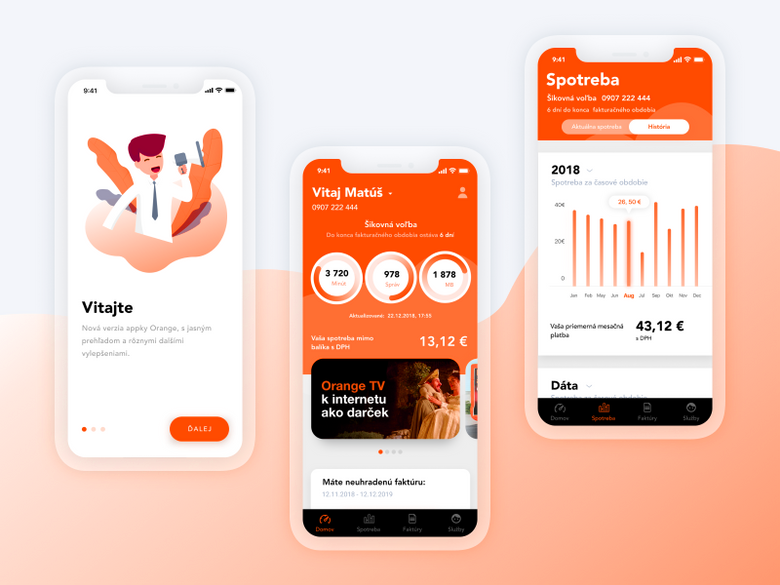 9:41
Vitajte
Nová verzia appky Orange, s jasným
prehľadom a rôznymi ďalšími
vylepšeniami.
ĎALEJ
9:41
Vitaj Matúš
0907 222 444
Šikovná voľba
Do konca fakturačného obdobia ostáva 6 dní
3 720
Minút
978
Správ
1 878
MB
Aktualizované: 22.12.2018, 17:55
Vaša spotreba mimo
balíka s DPH
13,12 €
Orange TV
k internetu
ako darček
Máte neuhradenú faktúru:
12.11.2018 - 12.12.2019
Domov
Spotreba
Faktúry
Služby
9:41
Spotreba
Šikovná voľba 0907 222 444
6 dní do konca fakturačného obdobia
Aktuálna spotreba
História
2018
Spotreba za časové obdobie
28, 50 €
40€
20€
0
Jan Feb May Jun Jun Aug Jul Sep Okt Nov Dec
Vaša priemerná mesačná
platba
43,12 €
s DPH
Dáta
Domov
Spotreba
Faktúry
Služby